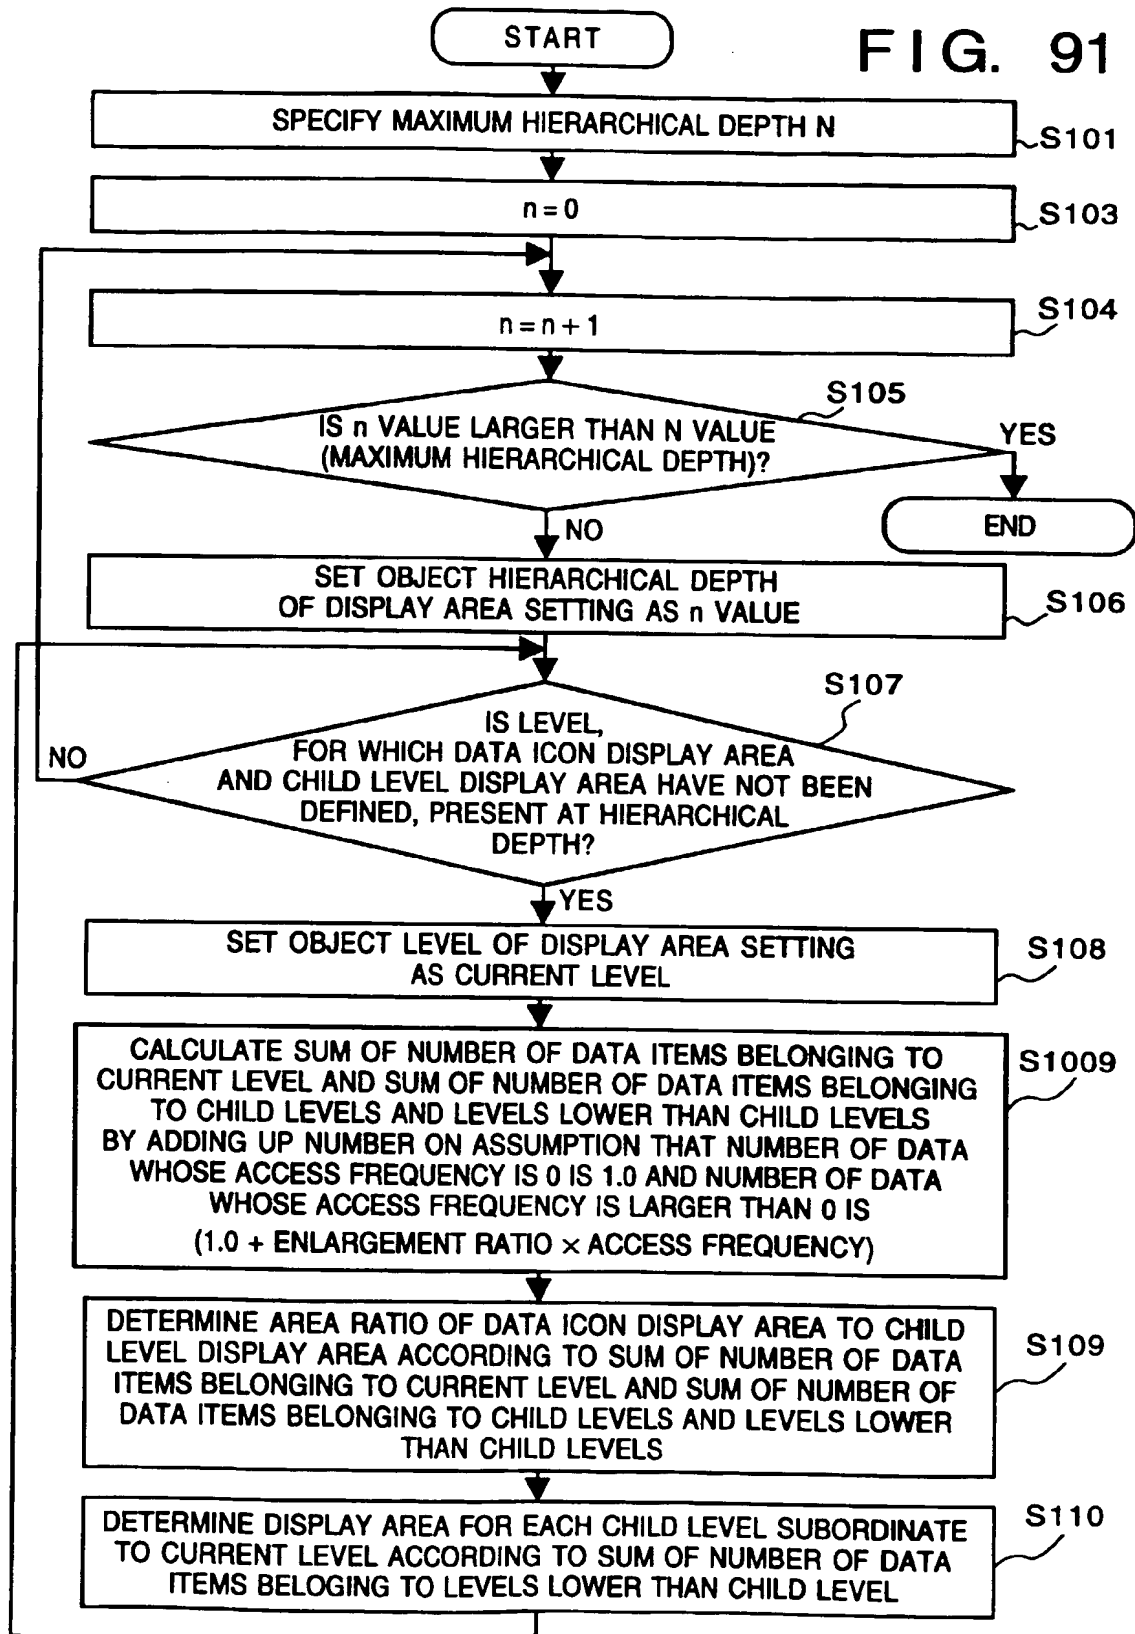 START
FIG. 91
SPECIFY MAXIMUM HIERARCHICAL DEPTH N
S101
n=0
S103
n=n+1
S104
S105
IS n VALUE LARGER THAN N VALUE
(MAXIMUM HIERARCHICAL DEPTH)?
YES
END
NO
SET OBJECT HIERARCHICAL DEPTH
OF DISPLAY AREA SETTING AS n VALUE
S106
S107
IS LEVEL,
FOR WHICH DATA ICON DISPLAY AREA
AND CHILD LEVEL DISPLAY AREA HAVE NOT BEEN
DEFINED, PRESENT AT HIERARCHICAL
DEPTH?
NO
YES
SET OBJECT LEVEL OF DISPLAY AREA SETTING
AS CURRENT LEVEL
S108
CALCULATE SUM OF NUMBER OF DATA ITEMS BELONGING TO
CURRENT LEVEL AND SUM OF NUMBER OF DATA ITEMS BELONGING
TO CHILD LEVELS AND LEVELS LOWER THAN CHILD LEVELS
BY ADDING UP NUMBER ON ASSUMPTION THAT NUMBER OF DATA
WHOSE ACCESS FREQUENCY IS 0 IS 1.0 AND NUMBER OF DATA
WHOSE ACCESS FREQUENCY IS LARGER THAN 0 IS
(1.0 + ENLARGEMENT RATIO × ACCESS FREQUENCY)
S1009
DETERMINE AREA RATIO OF DATA ICON DISPLAY AREA TO CHILD
LEVEL DISPLAY AREA ACCORDING TO SUM OF NUMBER OF DATA
ITEMS BELONGING TO CURRENT LEVEL AND SUM OF NUMBER OF
DATA ITEMS BELONGING TO CHILD LEVELS AND LEVELS LOWER
THAN CHILD LEVELS
S109
DETERMINE DISPLAY AREA FOR EACH CHILD LEVEL SUBORDINATE
TO CURRENT LEVEL ACCORDING TO SUM OF NUMBER OF DATA
ITEMS BELOGING TO LEVELS LOWER THAN CHILD LEVEL
S110